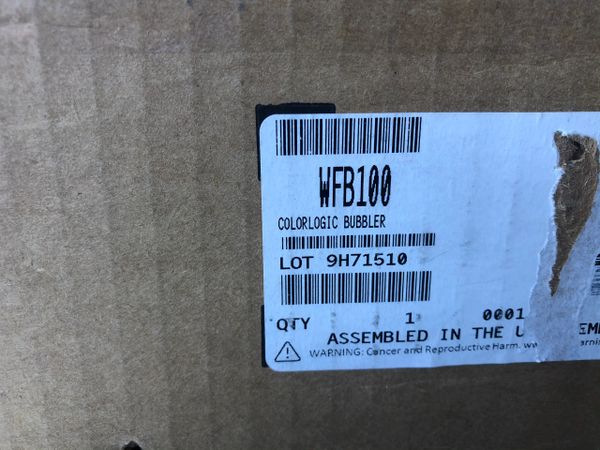 WFB100
COLORLOGIC BUBBLER
LOT 9H71510
QTY 1 0001
ASSEMBLED IN THE U
WARNING: Cancer and Reproductive Harm.